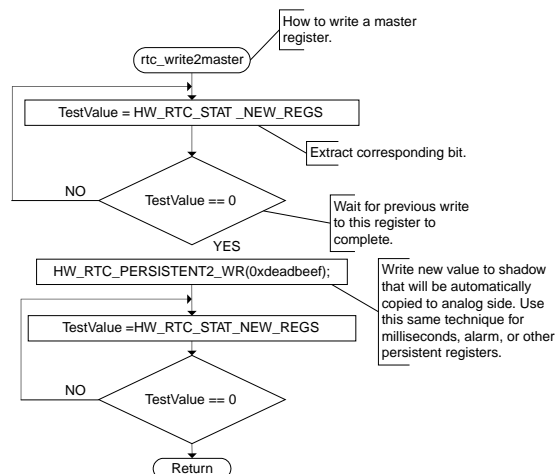 How to write a master
register.
rtc_write2master
TestValue = HW_RTC_STAT _NEW_REGS
Extract corresponding bit.
NO
TestValue == 0
Wait for previous write
to this register to
complete.
YES
HW_RTC_PERSISTENT2_WR(0xdeadbeef);
Write new value to shadow
that will be automatically
copied to analog side. Use
this same technique for
milliseconds, alarm, or other
persistent registers.
TestValue =HW_RTC_STAT_NEW_REGS
NO
TestValue == 0
Return